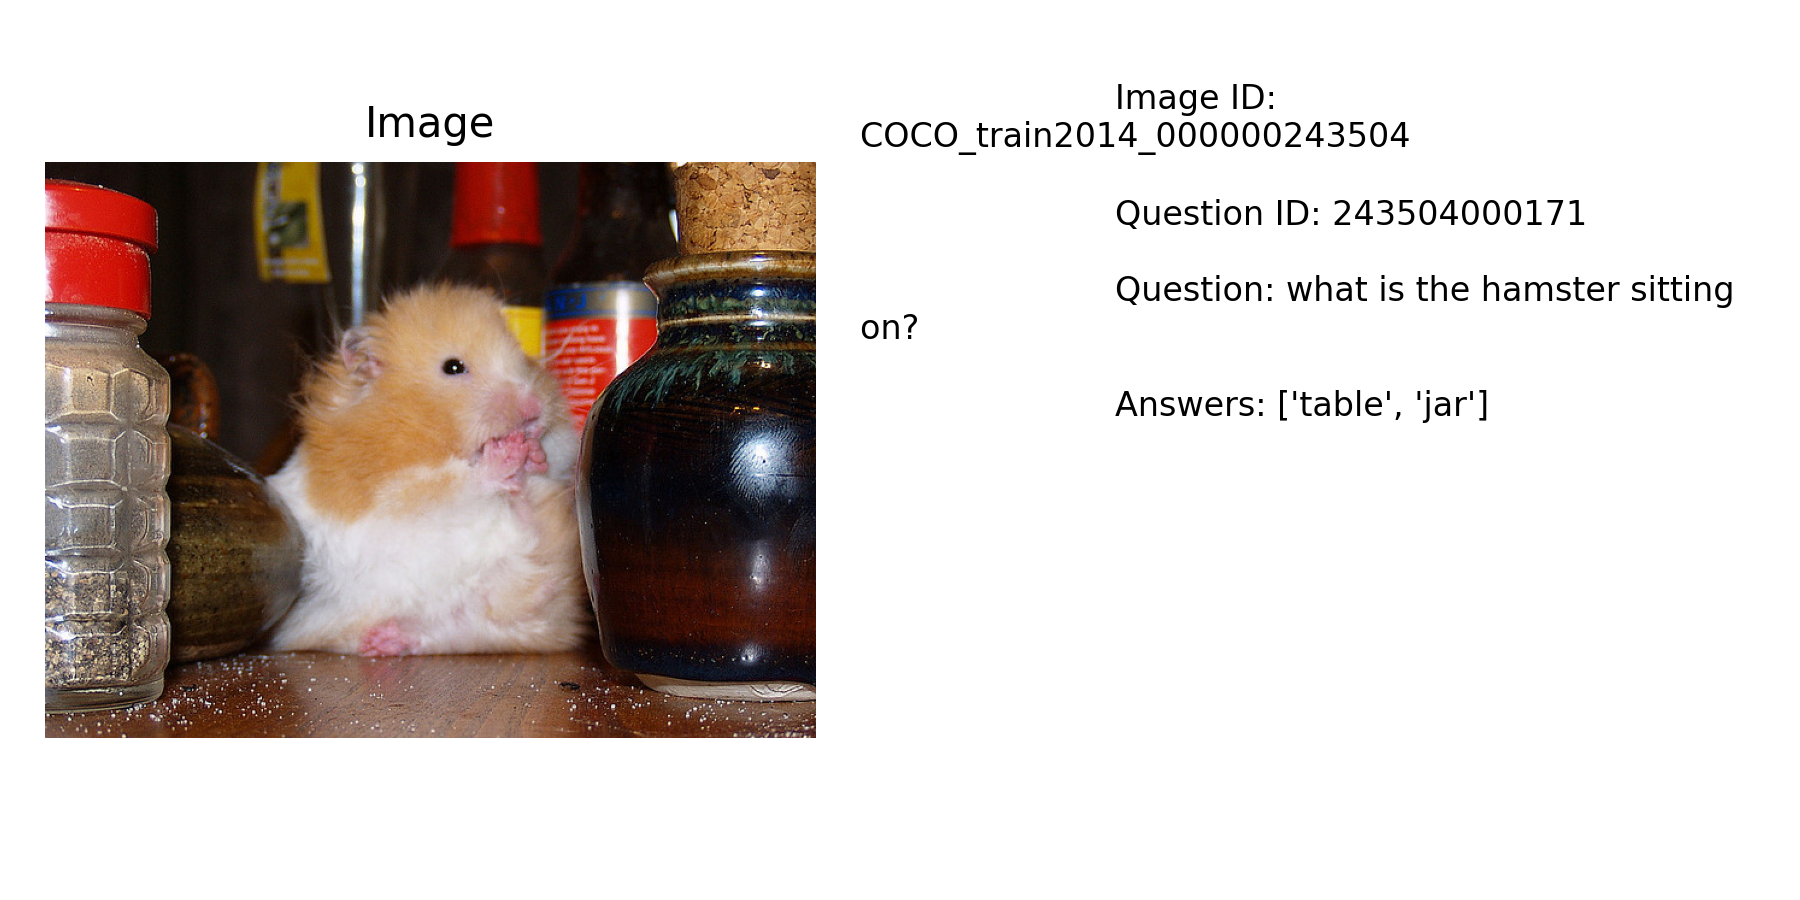 Image
Image ID:
COCO_train2014_000000243504
Question ID: 243504000171
Question: what is the hamster sitting
on?
Answers: ['table', 'jar']